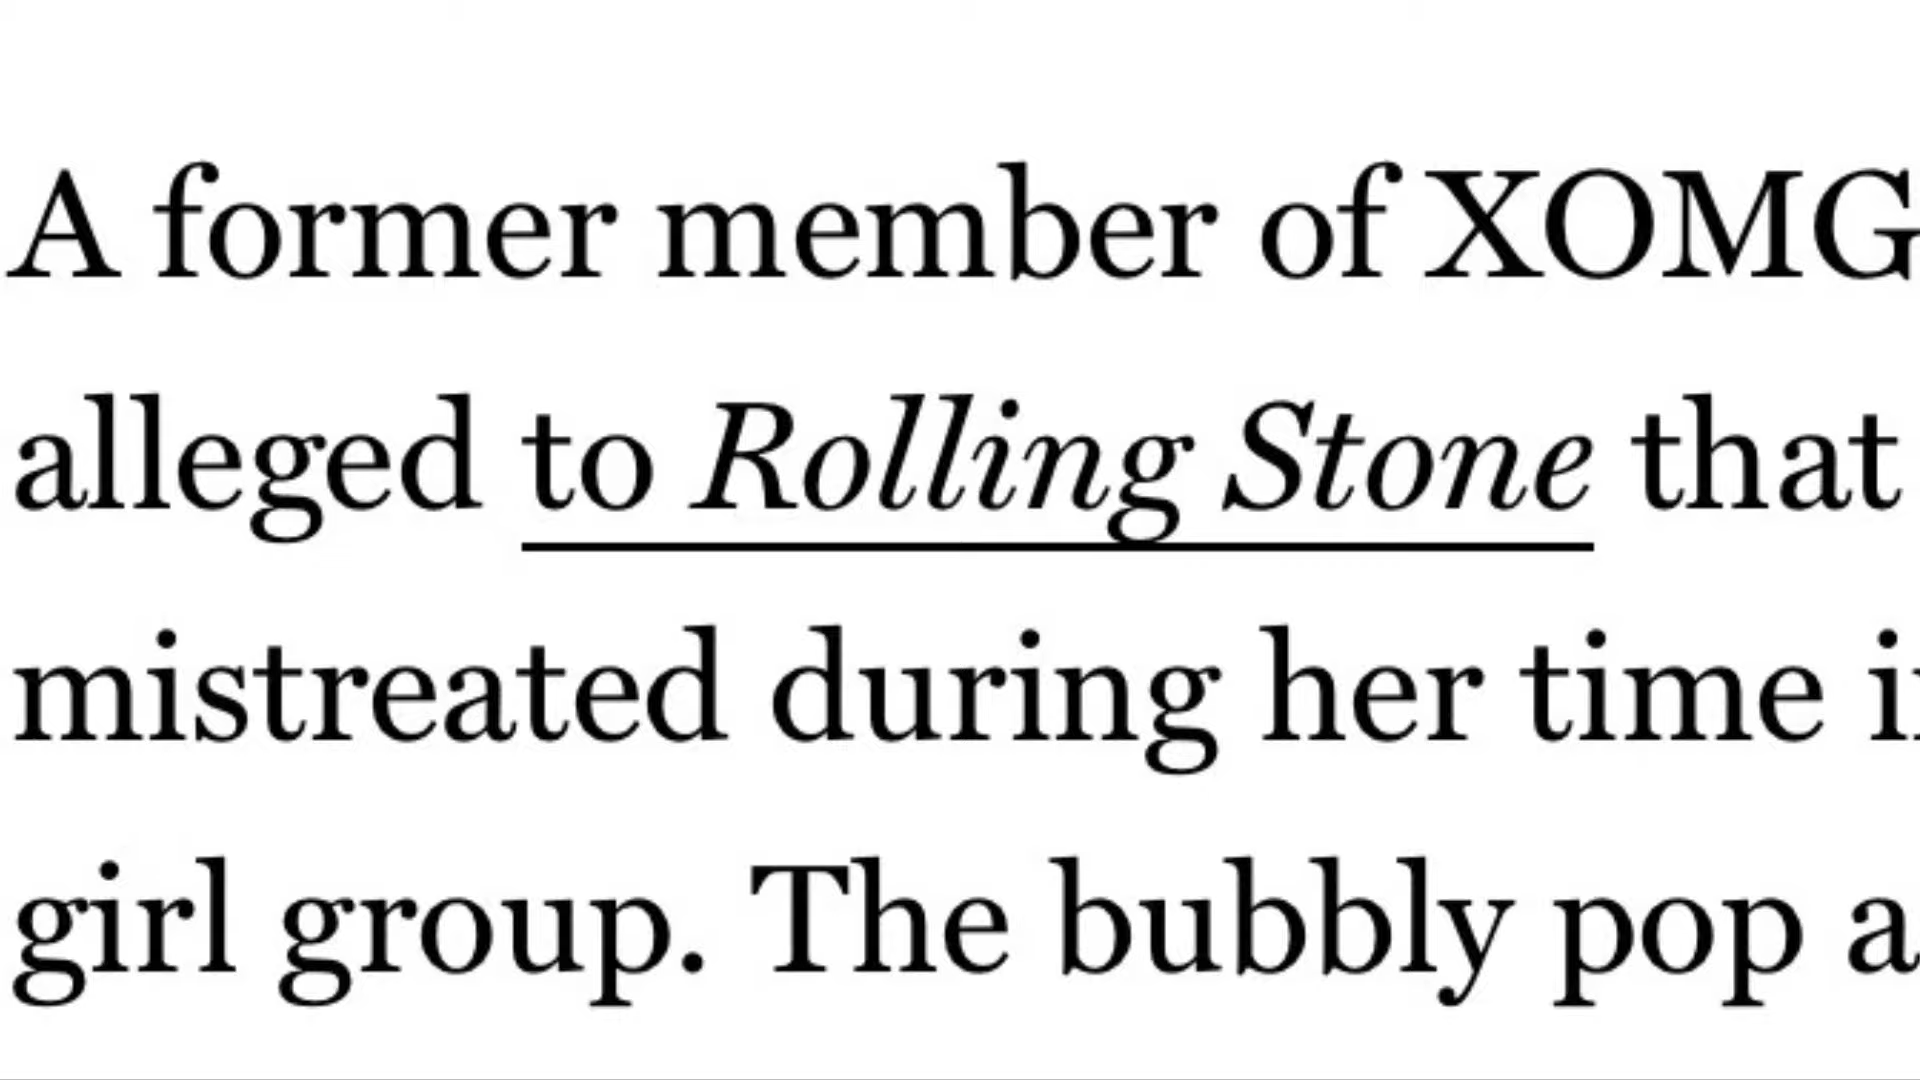 A former member of XOMG
alleged to Rolling Stone that
mistreated during her time
girl group. The bubbly pop a